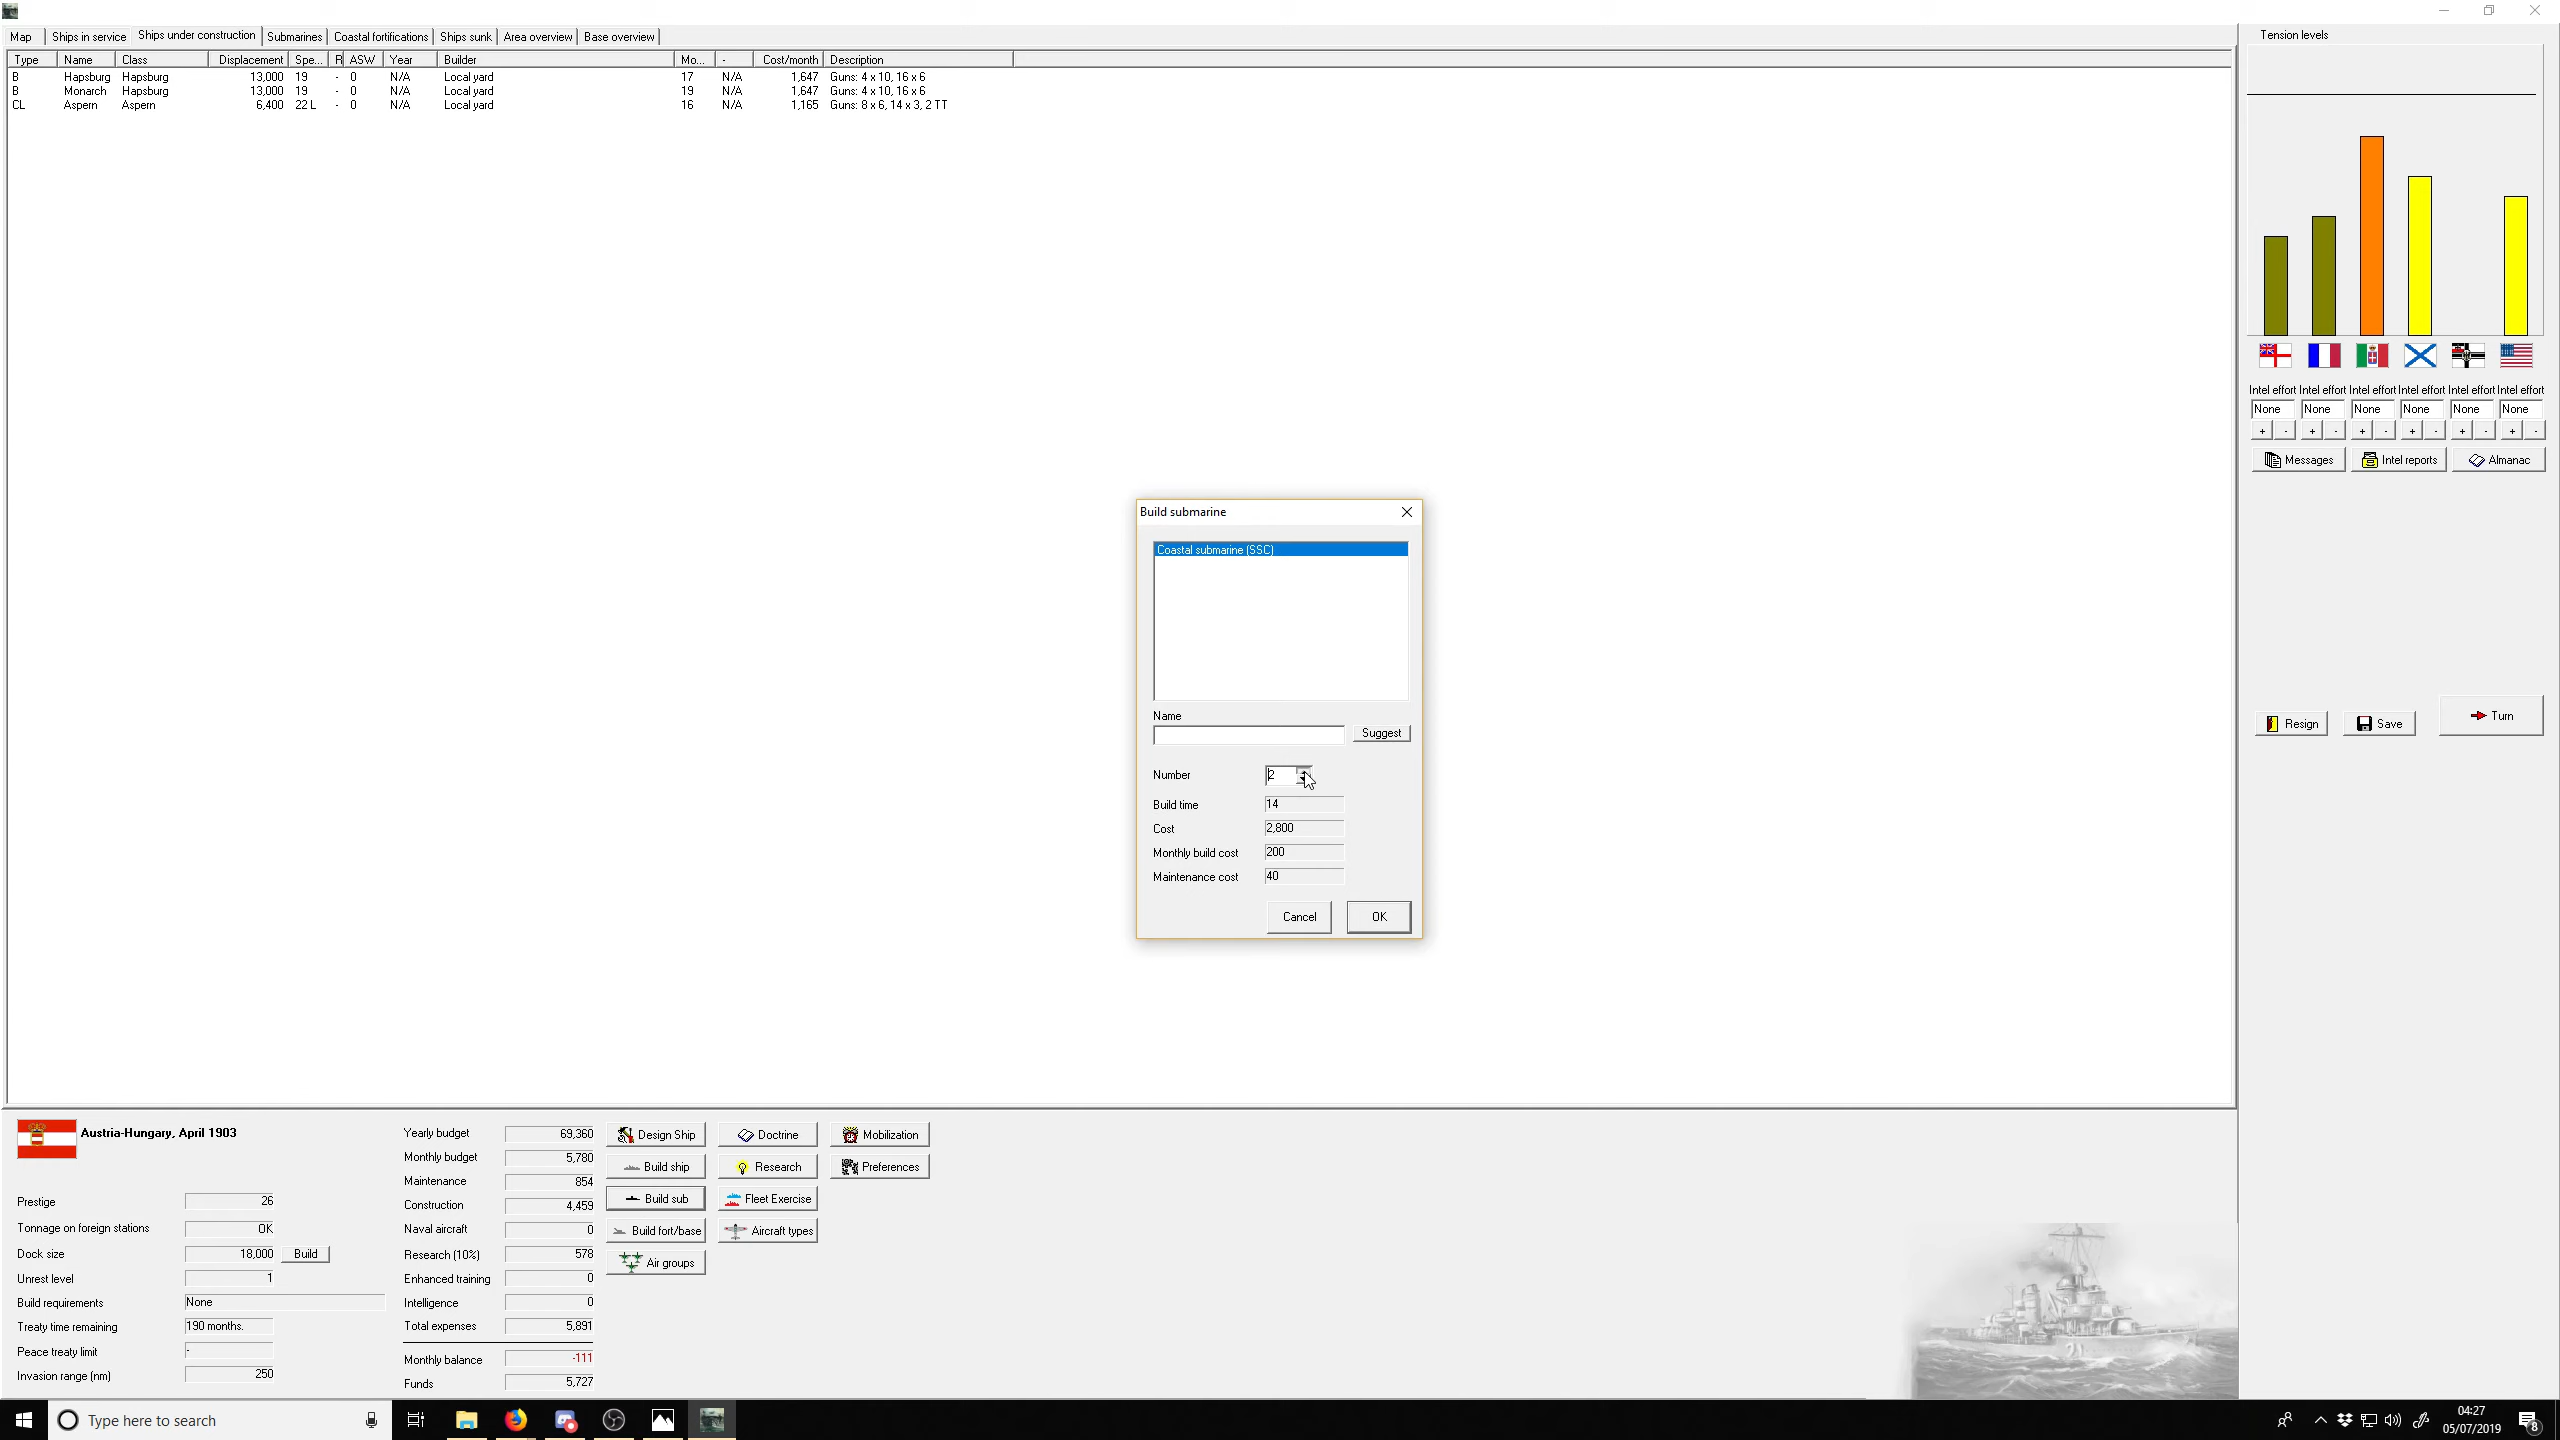 Map Ships in service Ships under construction Submarines Coastal fortifications Ships sunk Area overview Base overview
Type Name Class Displacement Spe... R ASW Year Builder Mo... - Cost/month Description
B Hapsburg Hapsburg 13,000 19 - 0 N/A Local yard 17 N/A 1,647 Guns: 4 x 10, 16 x 6
B Monarch Hapsburg 13,000 19 - 0 N/A Local yard 19 N/A 1,647 Guns: 4 x 10, 16 x 6
CL Aspern Aspern 6,400 22 L - 0 N/A Local yard 16 N/A 1,165 Guns: 8 x 6, 14 x 3, 2 TT
Tension levels
Intel effort Intel effort Intel effort Intel effort Intel effort Intel effort
None None None None None None
+ - + - + - + - + - + -
Messages Intel reports Almanac
Resign Save Turn
Build submarine
Coastal submarine (SSC)
Name
Suggest
Number 2
Build time 14
Cost 2,800
Monthly build cost 200
Maintenance cost 40
Cancel OK
Austria-Hungary, April 1903
Prestige 26
Tonnage on foreign stations OK
Dock size 18,000 Build
Unrest level 1
Build requirements None
Treaty time remaining 190 months.
Peace treaty limit -
Invasion range (nm) 250
Yearly budget 69,360
Monthly budget 5,780
Maintenance 854
Construction 4,459
Naval aircraft 0
Research (10%) 578
Enhanced training 0
Intelligence 0
Total expenses 5,891
Monthly balance -111
Funds 5,727
Design Ship Doctrine Mobilization
Build ship Research Preferences
Build sub Fleet Exercise
Build fort/base Aircraft types
Air groups
Type here to search
04:27
05/07/2019
8